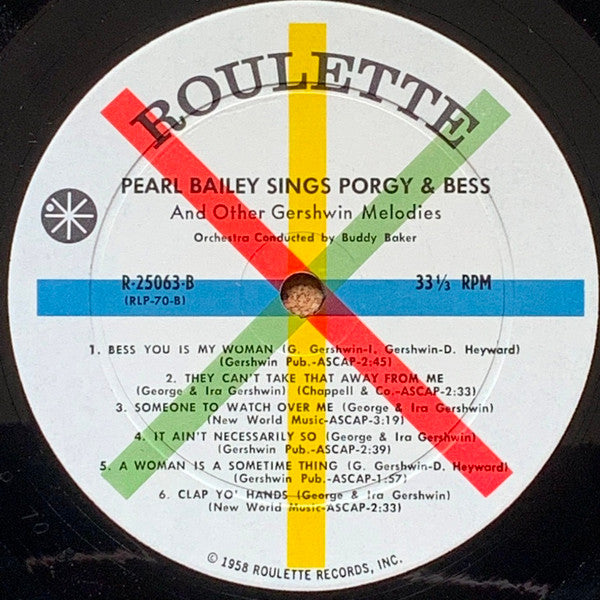 ROULETTE
PEARL BAILEY SINGS PORGY & BESS
And Other Gershwin Melodies
Orchestra Conducted by Buddy Baker
R-25063-B 33⅓ RPM
(RLP-70-B)
1. BESS YOU IS MY WOMAN (G. Gershwin-I. Gershwin-D. Heyward)
(Gershwin Pub.-ASCAP-2:45)
2. THEY CAN'T TAKE THAT AWAY FROM ME
(George & Ira Gershwin) (Chappell & Co.-ASCAP-2:33)
3. SOMEONE TO WATCH OVER ME (George & Ira Gershwin)
(New World Music-ASCAP-3:19)
4. IT AIN'T NECESSARILY SO (George & Ira Gershwin)
(Gershwin Pub.-ASCAP-2:39)
5. A WOMAN IS A SOMETIME THING (G. Gershwin-D. Heyward)
(Gershwin Pub.-ASCAP-1:57)
6. CLAP YO' HANDS (George & Ira Gershwin)
(New World Music-ASCAP-2:33)
© 1958 ROULETTE RECORDS, INC.